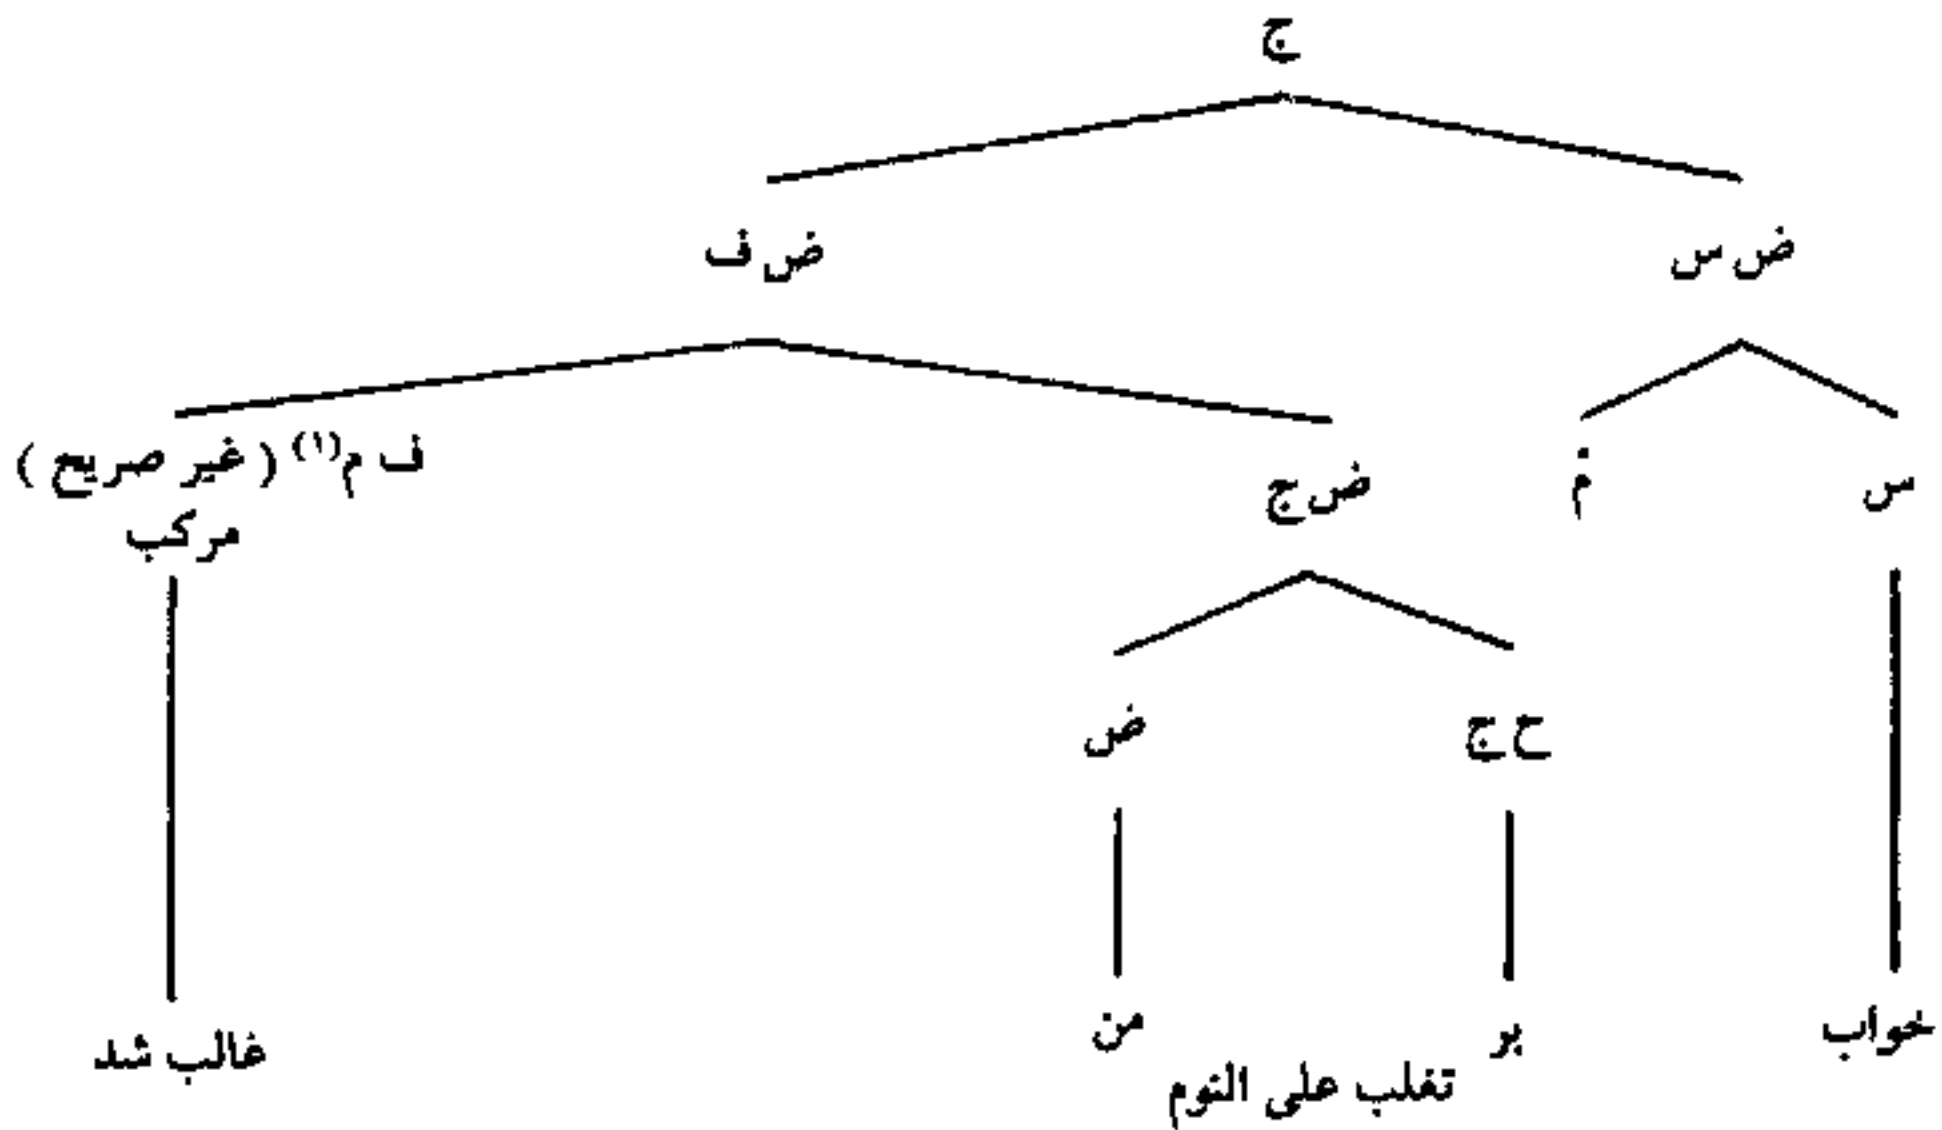 ج
ض س ض ف
س مْ ض ج ف م(١) ( غير صريح )
مركب
ح ج ض
خواب بر من غالب شد
تغلب على النوم